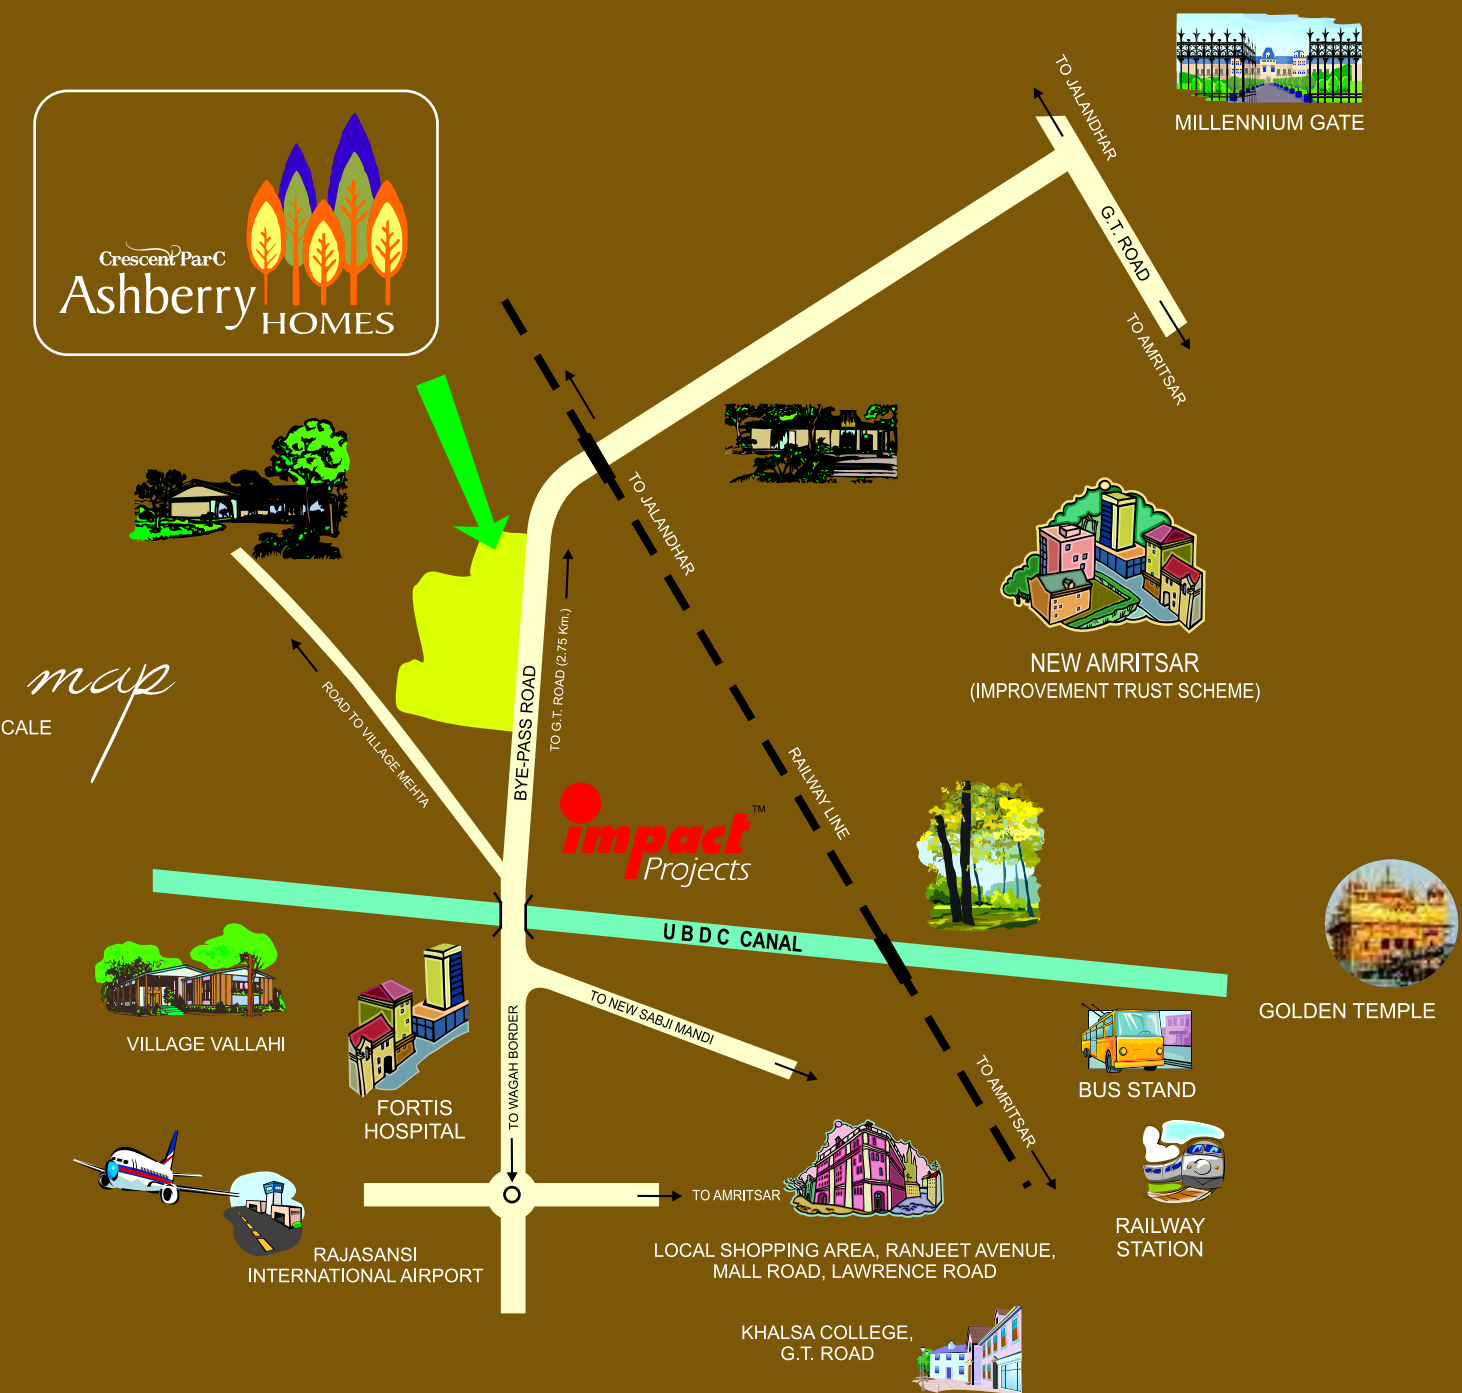 MILLENNIUM GATE
TO JALANDHAR
G.T. ROAD
TO AMRITSAR
Crescent ParC
Ashberry
HOMES
TO JALANDHAR
NEW AMRITSAR
(IMPROVEMENT TRUST SCHEME)
map
CALE
ROAD TO VILLAGE MEHTA
BYE-PASS ROAD
TO G.T. ROAD (2.75 Km.)
RAILWAY LINE
impact TM
Projects
UBDC CANAL
GOLDEN TEMPLE
VILLAGE VALLAHI
FORTIS
HOSPITAL
TO WAGAH BORDER
TO NEW SABJI MANDI
TO AMRITSAR
BUS STAND
TO AMRITSAR
RAILWAY
STATION
RAJASANSI
INTERNATIONAL AIRPORT
LOCAL SHOPPING AREA, RANJEET AVENUE,
MALL ROAD, LAWRENCE ROAD
KHALSA COLLEGE,
G.T. ROAD